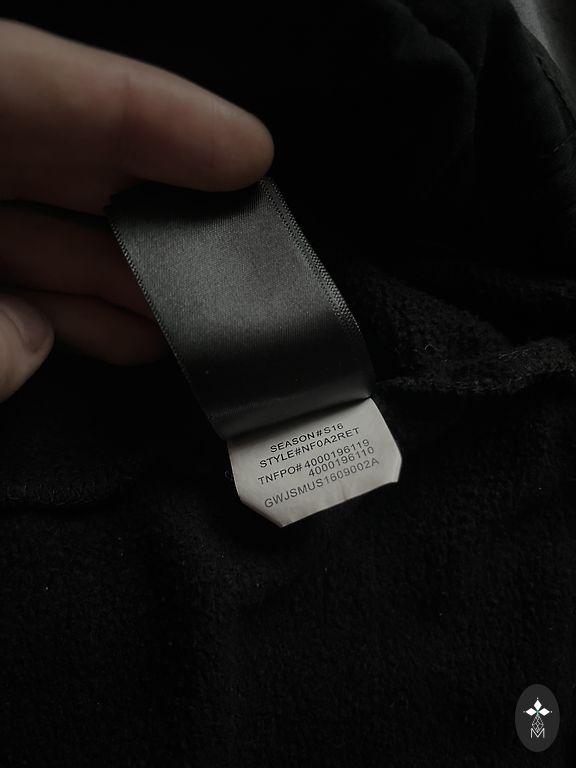 SEASON#S16
STYLE#NF0A2RET
TNFPO#4000196119
4000196110
GWJSMUS1609002A
M